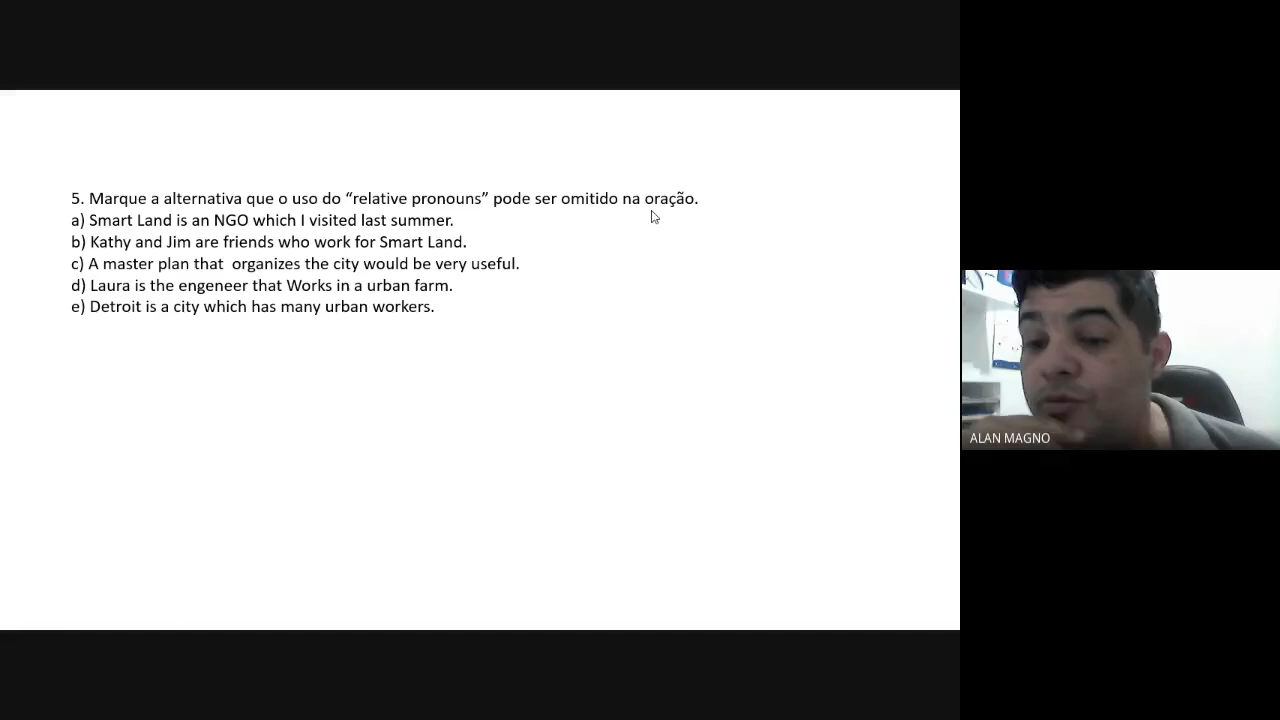 5. Marque a alternativa que o uso do “relative pronouns” pode ser omitido na oração.
a) Smart Land is an NGO which I visited last summer.
b) Kathy and Jim are friends who work for Smart Land.
c) A master plan that  organizes the city would be very useful.
d) Laura is the engeneer that Works in a urban farm.
e) Detroit is a city which has many urban workers.
ALAN MAGNO